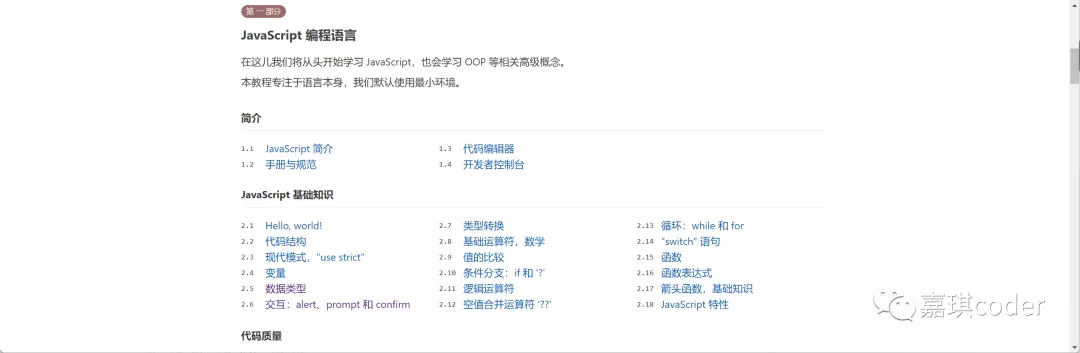 第一部分
JavaScript 编程语言
在这儿我们将从头开始学习 JavaScript，也会学习 OOP 等相关高级概念。
本教程专注于语言本身，我们默认使用最小环境。
简介
1.1 JavaScript 简介
1.2 手册与规范
1.3 代码编辑器
1.4 开发者控制台
JavaScript 基础知识
2.1 Hello, world!
2.2 代码结构
2.3 现代模式，"use strict"
2.4 变量
2.5 数据类型
2.6 交互：alert、prompt 和 confirm
2.7 类型转换
2.8 基础运算符，数学
2.9 值的比较
2.10 条件分支：if 和 '?'
2.11 逻辑运算符
2.12 空值合并运算符 '??'
2.13 循环：while 和 for
2.14 "switch" 语句
2.15 函数
2.16 函数表达式
2.17 箭头函数，基础知识
2.18 JavaScript 特性
代码质量
嘉琪coder